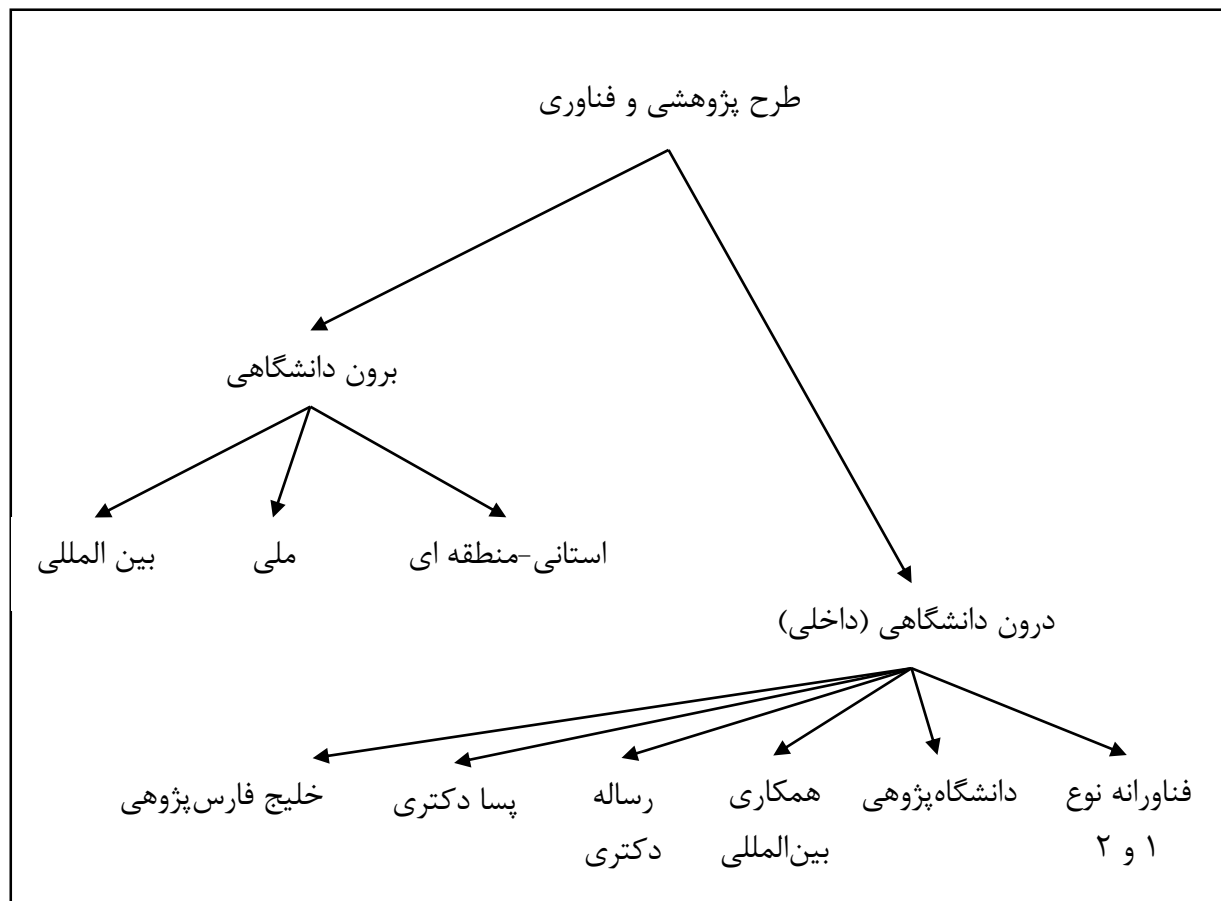 طرح پژوهشی و فناوری
برون دانشگاهی
استانی-منطقه ای
ملی
بین المللی
درون دانشگاهی (داخلی)
فناورانه نوع
۱ و ۲
دانشگاه‌پژوهی
همکاری
بین‌المللی
رساله
دکتری
پسا دکتری
خلیج فارس‌پژوهی